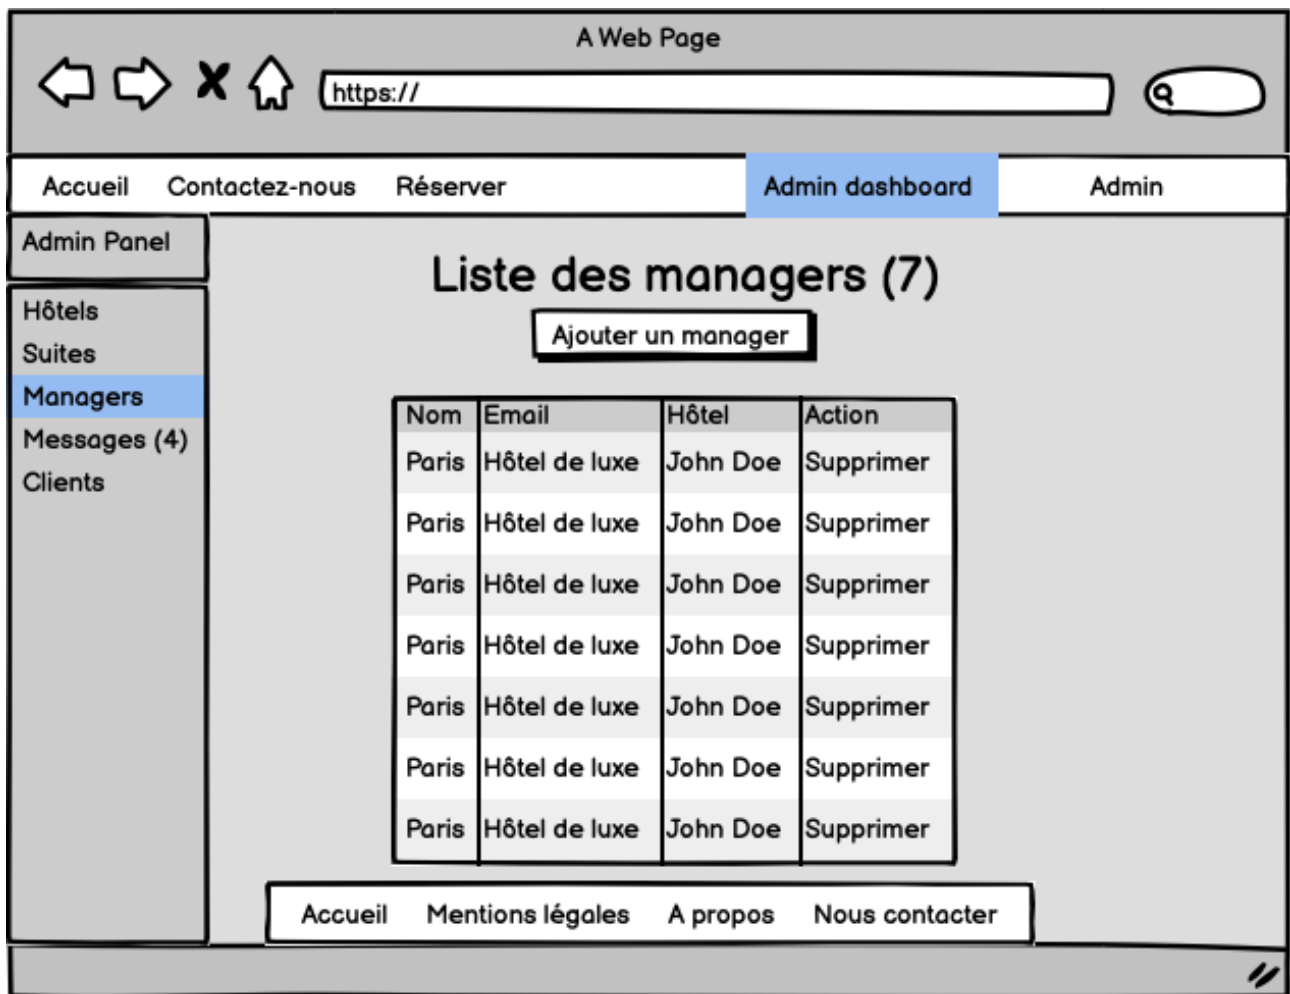 A Web Page
https://
Accueil Contactez-nous Réserver Admin dashboard Admin
Admin Panel
Hôtels
Suites
Managers
Messages (4)
Clients
Liste des managers (7)
Ajouter un manager
Nom Email Hôtel Action
Paris Hôtel de luxe John Doe Supprimer
Paris Hôtel de luxe John Doe Supprimer
Paris Hôtel de luxe John Doe Supprimer
Paris Hôtel de luxe John Doe Supprimer
Paris Hôtel de luxe John Doe Supprimer
Paris Hôtel de luxe John Doe Supprimer
Paris Hôtel de luxe John Doe Supprimer
Accueil Mentions légales A propos Nous contacter